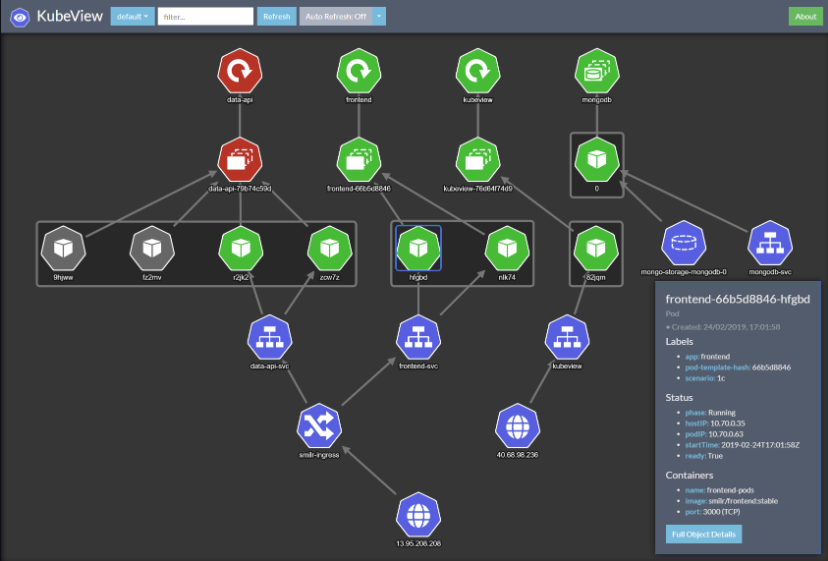 KubeView
default
filter...
Refresh
Auto Refresh: Off
About
data-api
frontend
kubeview
mongodb
data-api-79b74c59d
frontend-66b5d8846
kubeview-76d64f74d9
0
9hjww
fz2mv
r2jk2
zcw7z
hfgbd
nlk74
82jqm
mongo-storage-mongodb-0
mongodb-svc
data-api-svc
frontend-svc
kubeview
smilr-ingress
40.68.98.236
13.95.208.208
frontend-66b5d8846-hfgbd
Pod
• Created: 24/02/2019, 17:01:58
Labels
• app: frontend
• pod-template-hash: 66b5d8846
• scenario: 1c
Status
• phase: Running
• hostIP: 10.70.0.35
• podIP: 10.70.0.63
• startTime: 2019-02-24T17:01:58Z
• ready: True
Containers
• name: frontend-pods
• image: smilr/frontend:stable
• port: 3000 (TCP)
Full Object Details